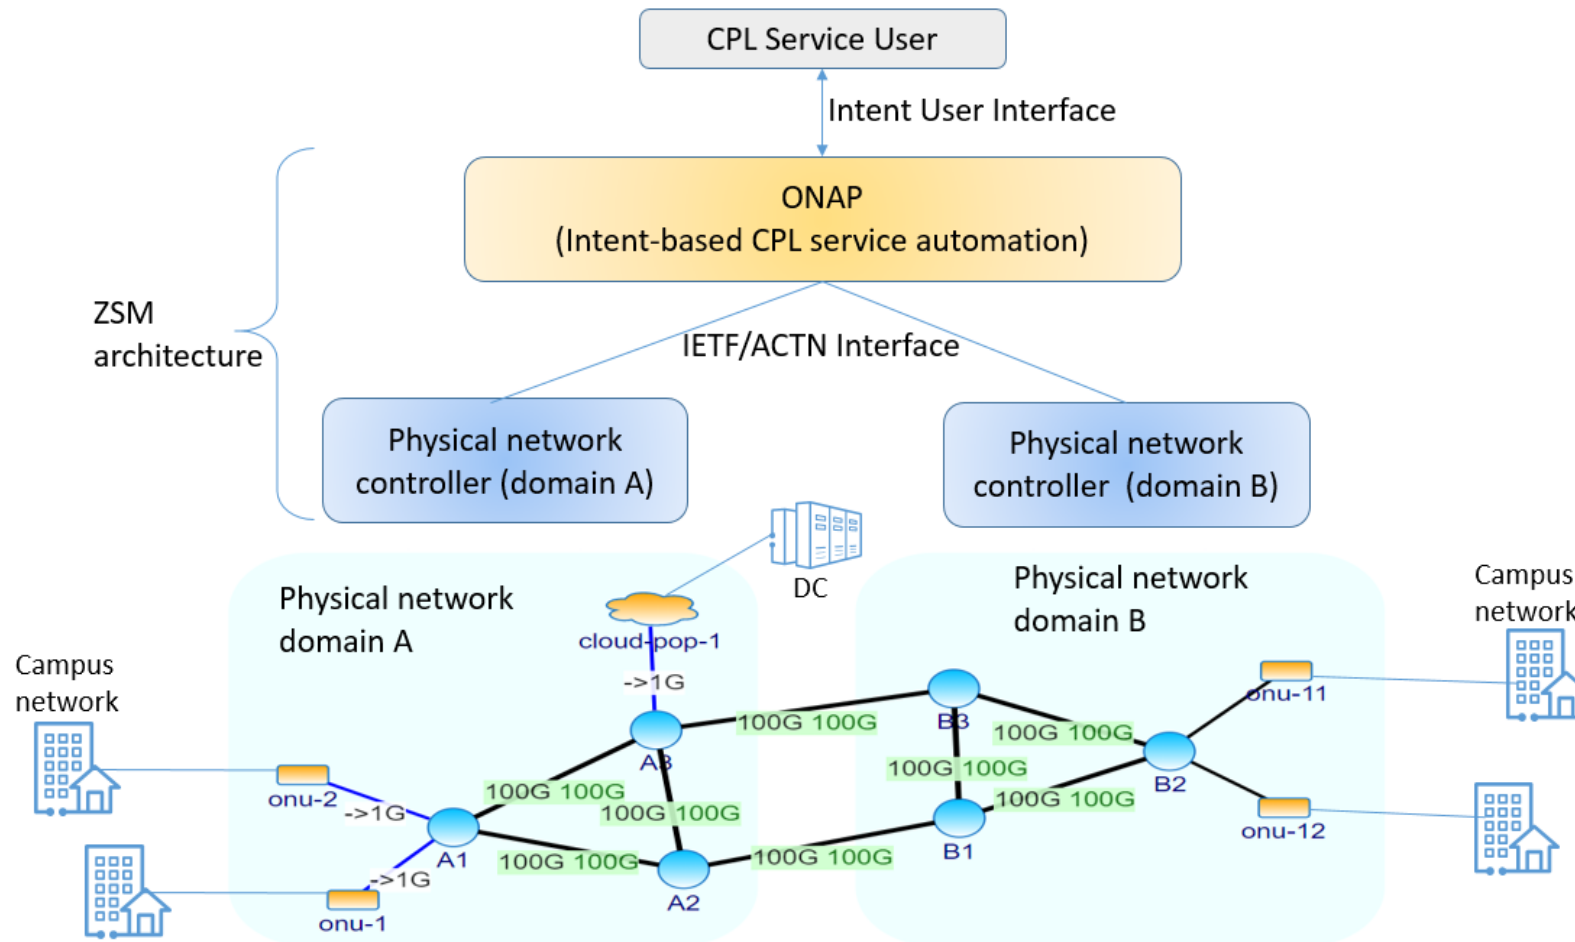 CPL Service User
Intent User Interface
ONAP
(Intent-based CPL service automation)
ZSM
architecture
IETF/ACTN Interface
Physical network
controller (domain A)
Physical network
controller (domain B)
DC
Physical network
domain A
Physical network
domain B
Campus
network
Campus
network
cloud-pop-1
->1G
onu-11
B3
100G 100G
100G 100G
A3
B2
100G 100G
onu-2
100G 100G
100G 100G
->1G
100G 100G
onu-12
A1
B1
100G 100G
100G 100G
->1G
A2
onu-1